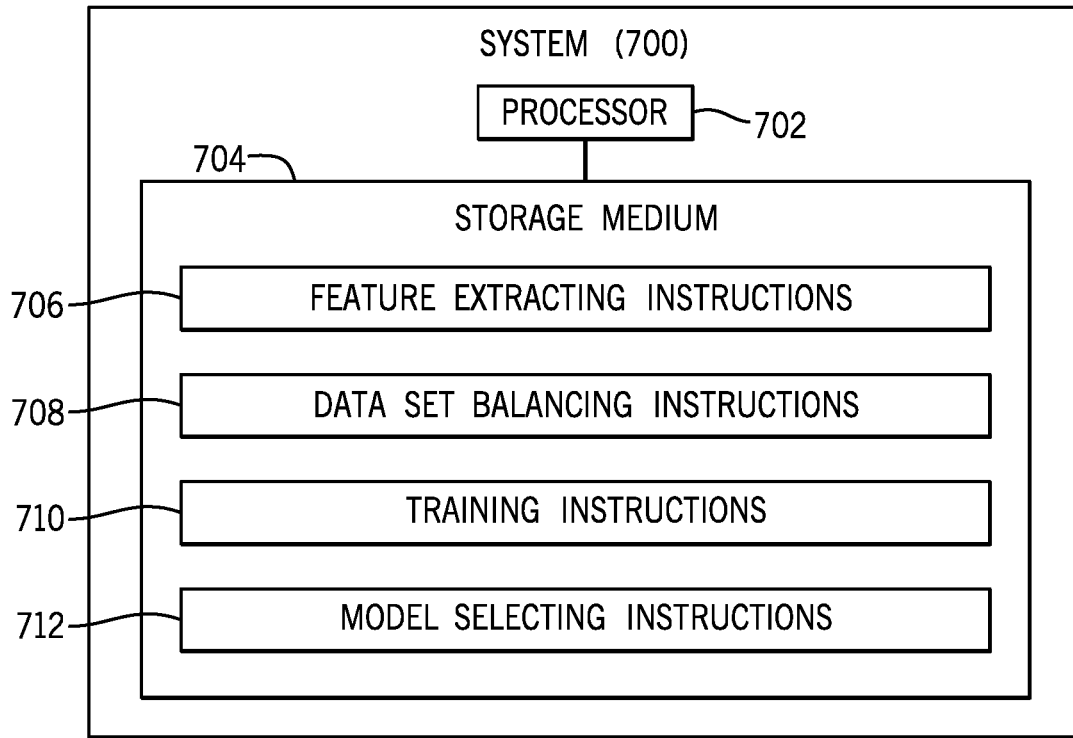 SYSTEM (700)
PROCESSOR
702
704
STORAGE MEDIUM
706
FEATURE EXTRACTING INSTRUCTIONS
708
DATA SET BALANCING INSTRUCTIONS
710
TRAINING INSTRUCTIONS
712
MODEL SELECTING INSTRUCTIONS